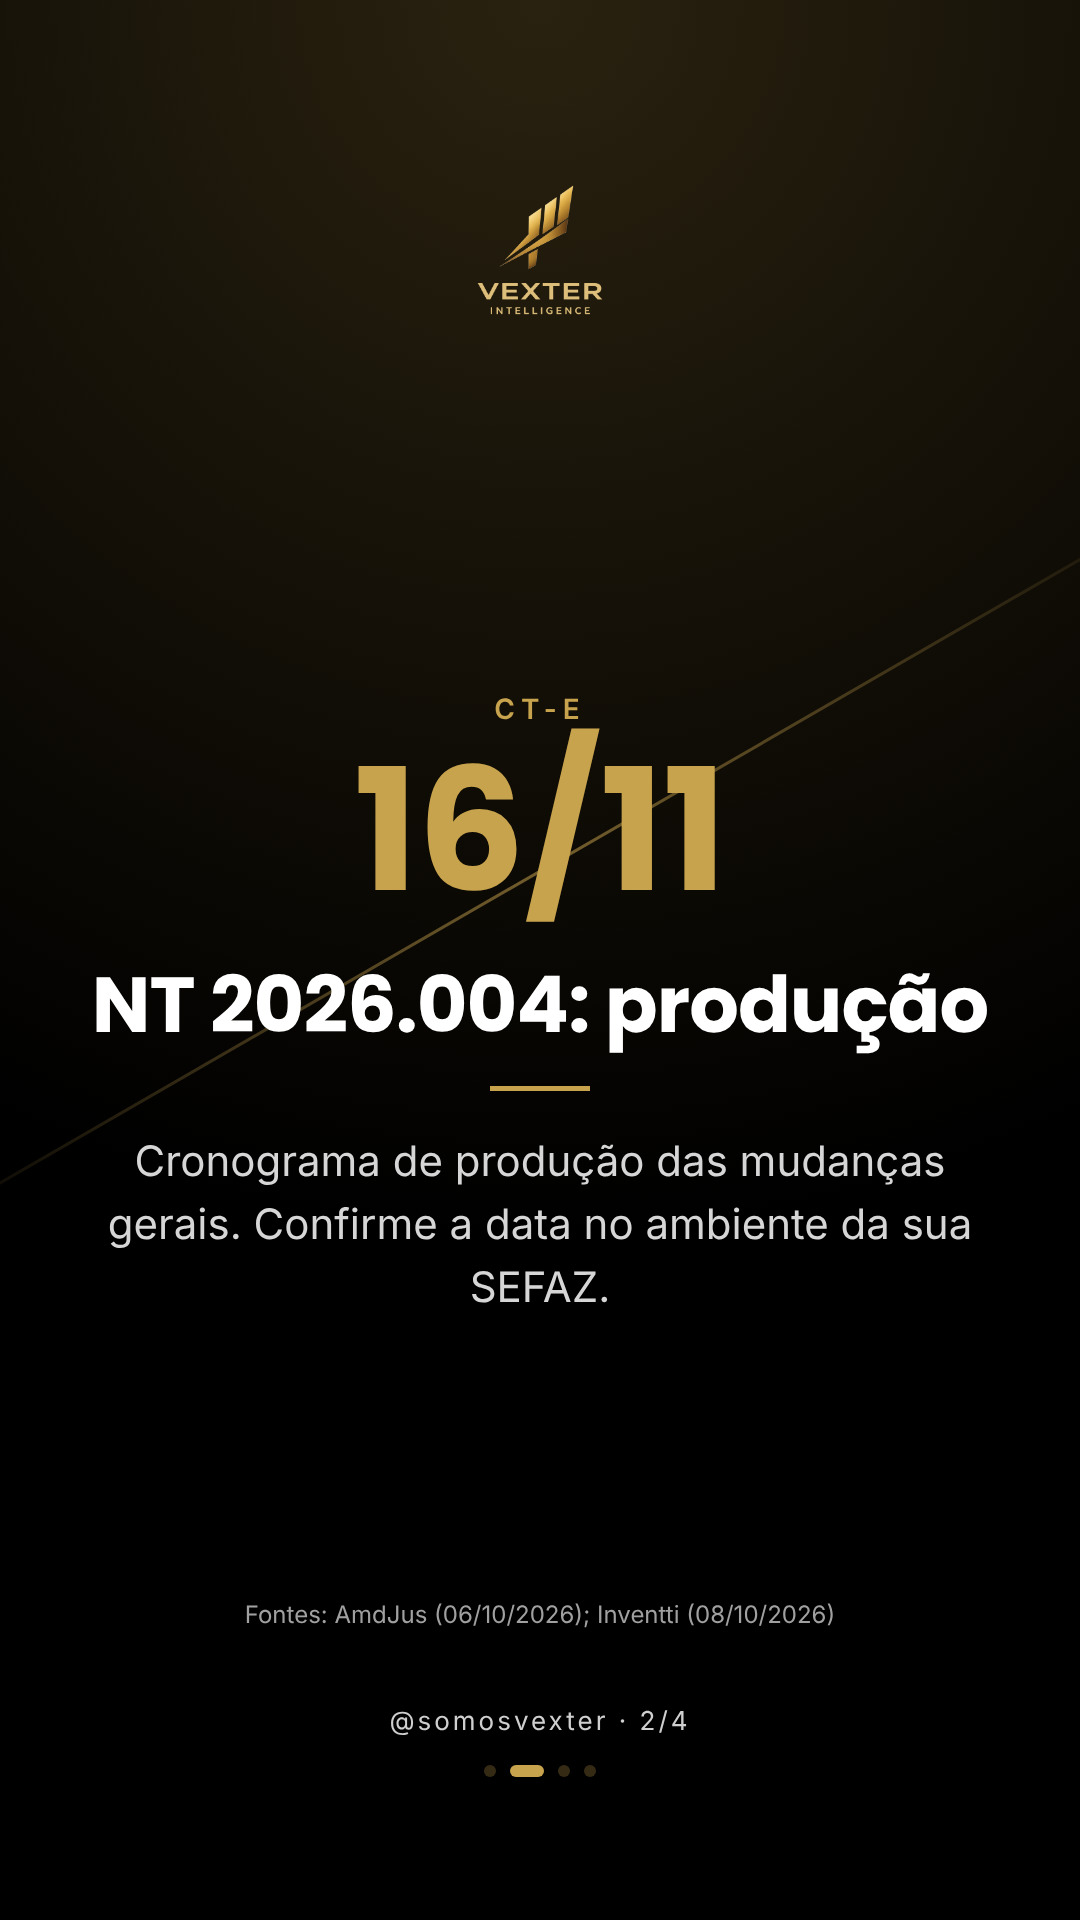 VEXTER
INTELLIGENCE
CT-E
16/11
NT 2026.004: produção
Cronograma de produção das mudanças
gerais. Confirme a data no ambiente da sua
SEFAZ.
Fontes: AmdJus (06/10/2026); Inventti (08/10/2026)
@somosvexter · 2/4